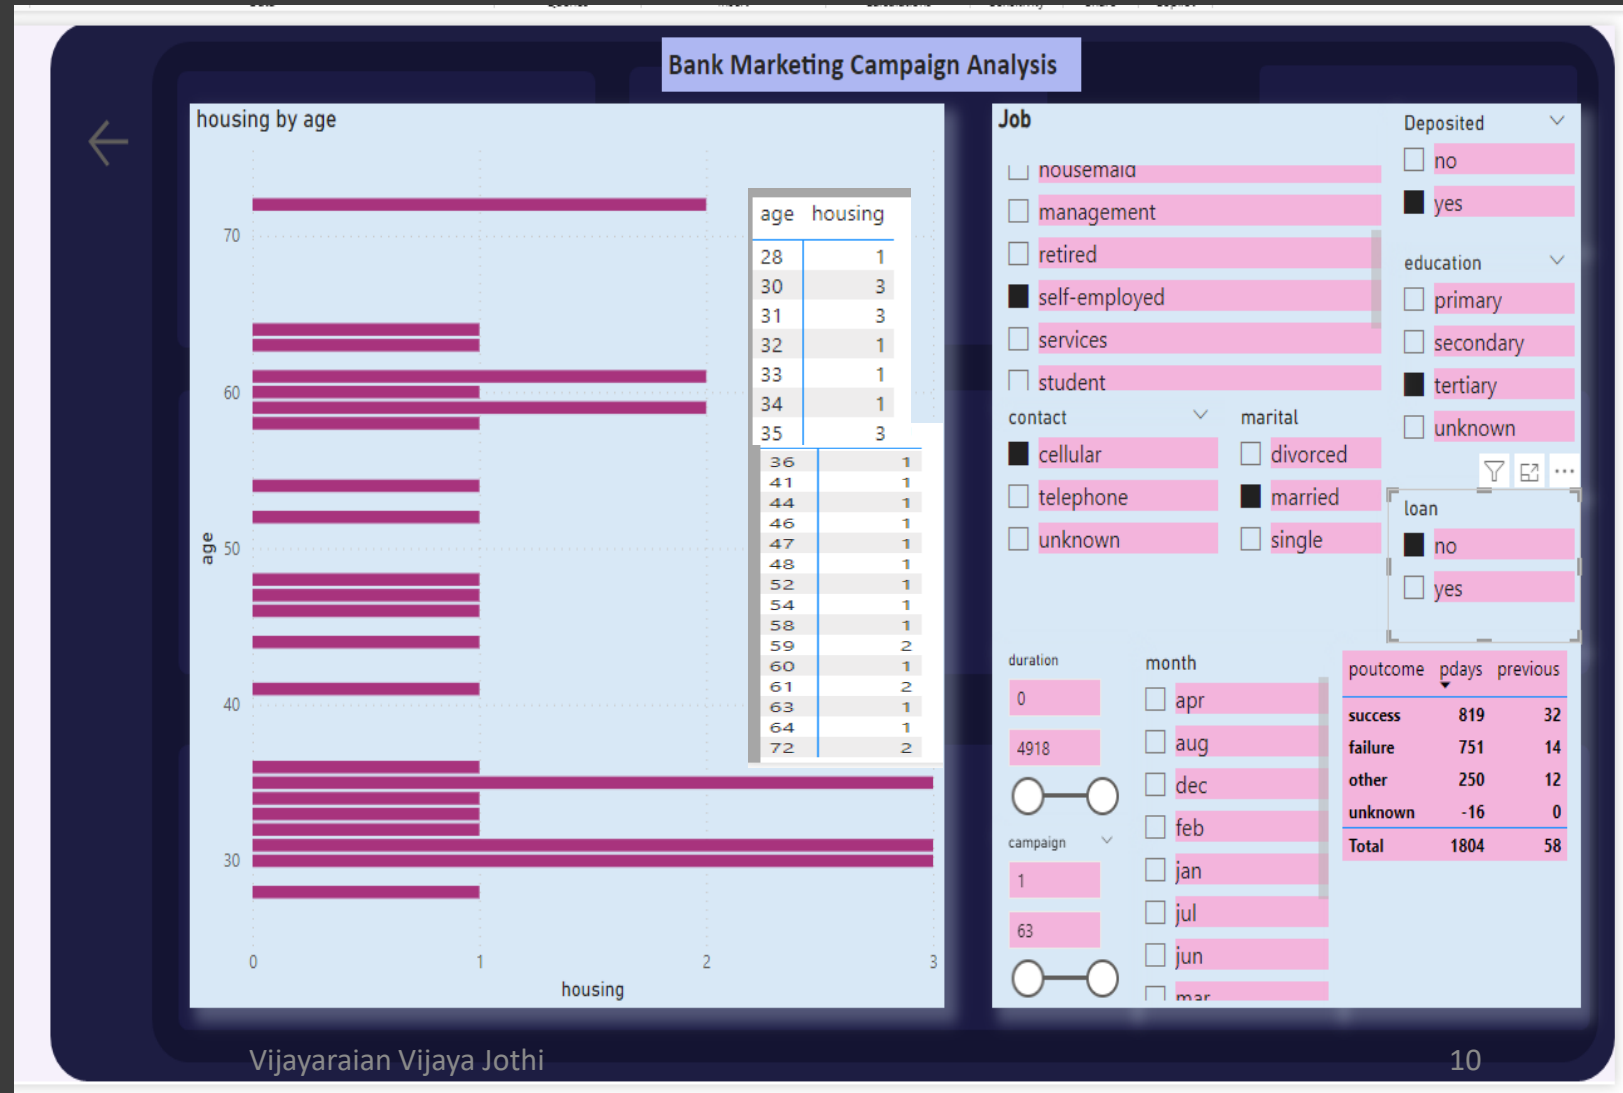 Bank Marketing Campaign Analysis
housing by age
70
60
50
40
30
age
0 1 2 3
housing
age housing
28 1
30 3
31 3
32 1
33 1
34 1
35 3
36 1
41 1
44 1
46 1
47 1
48 1
52 1
54 1
58 1
59 2
60 1
61 2
63 1
64 1
72 2
Job
housemaid
management
retired
self-employed
services
student
Deposited
no
yes
education
primary
secondary
tertiary
unknown
contact
cellular
telephone
unknown
marital
divorced
married
single
loan
no
yes
duration
0
4918
campaign
1
63
month
apr
aug
dec
feb
jan
jul
jun
mar
poutcome pdays previous
success 819 32
failure 751 14
other 250 12
unknown -16 0
Total 1804 58
Vijayaraian Vijaya Jothi
10